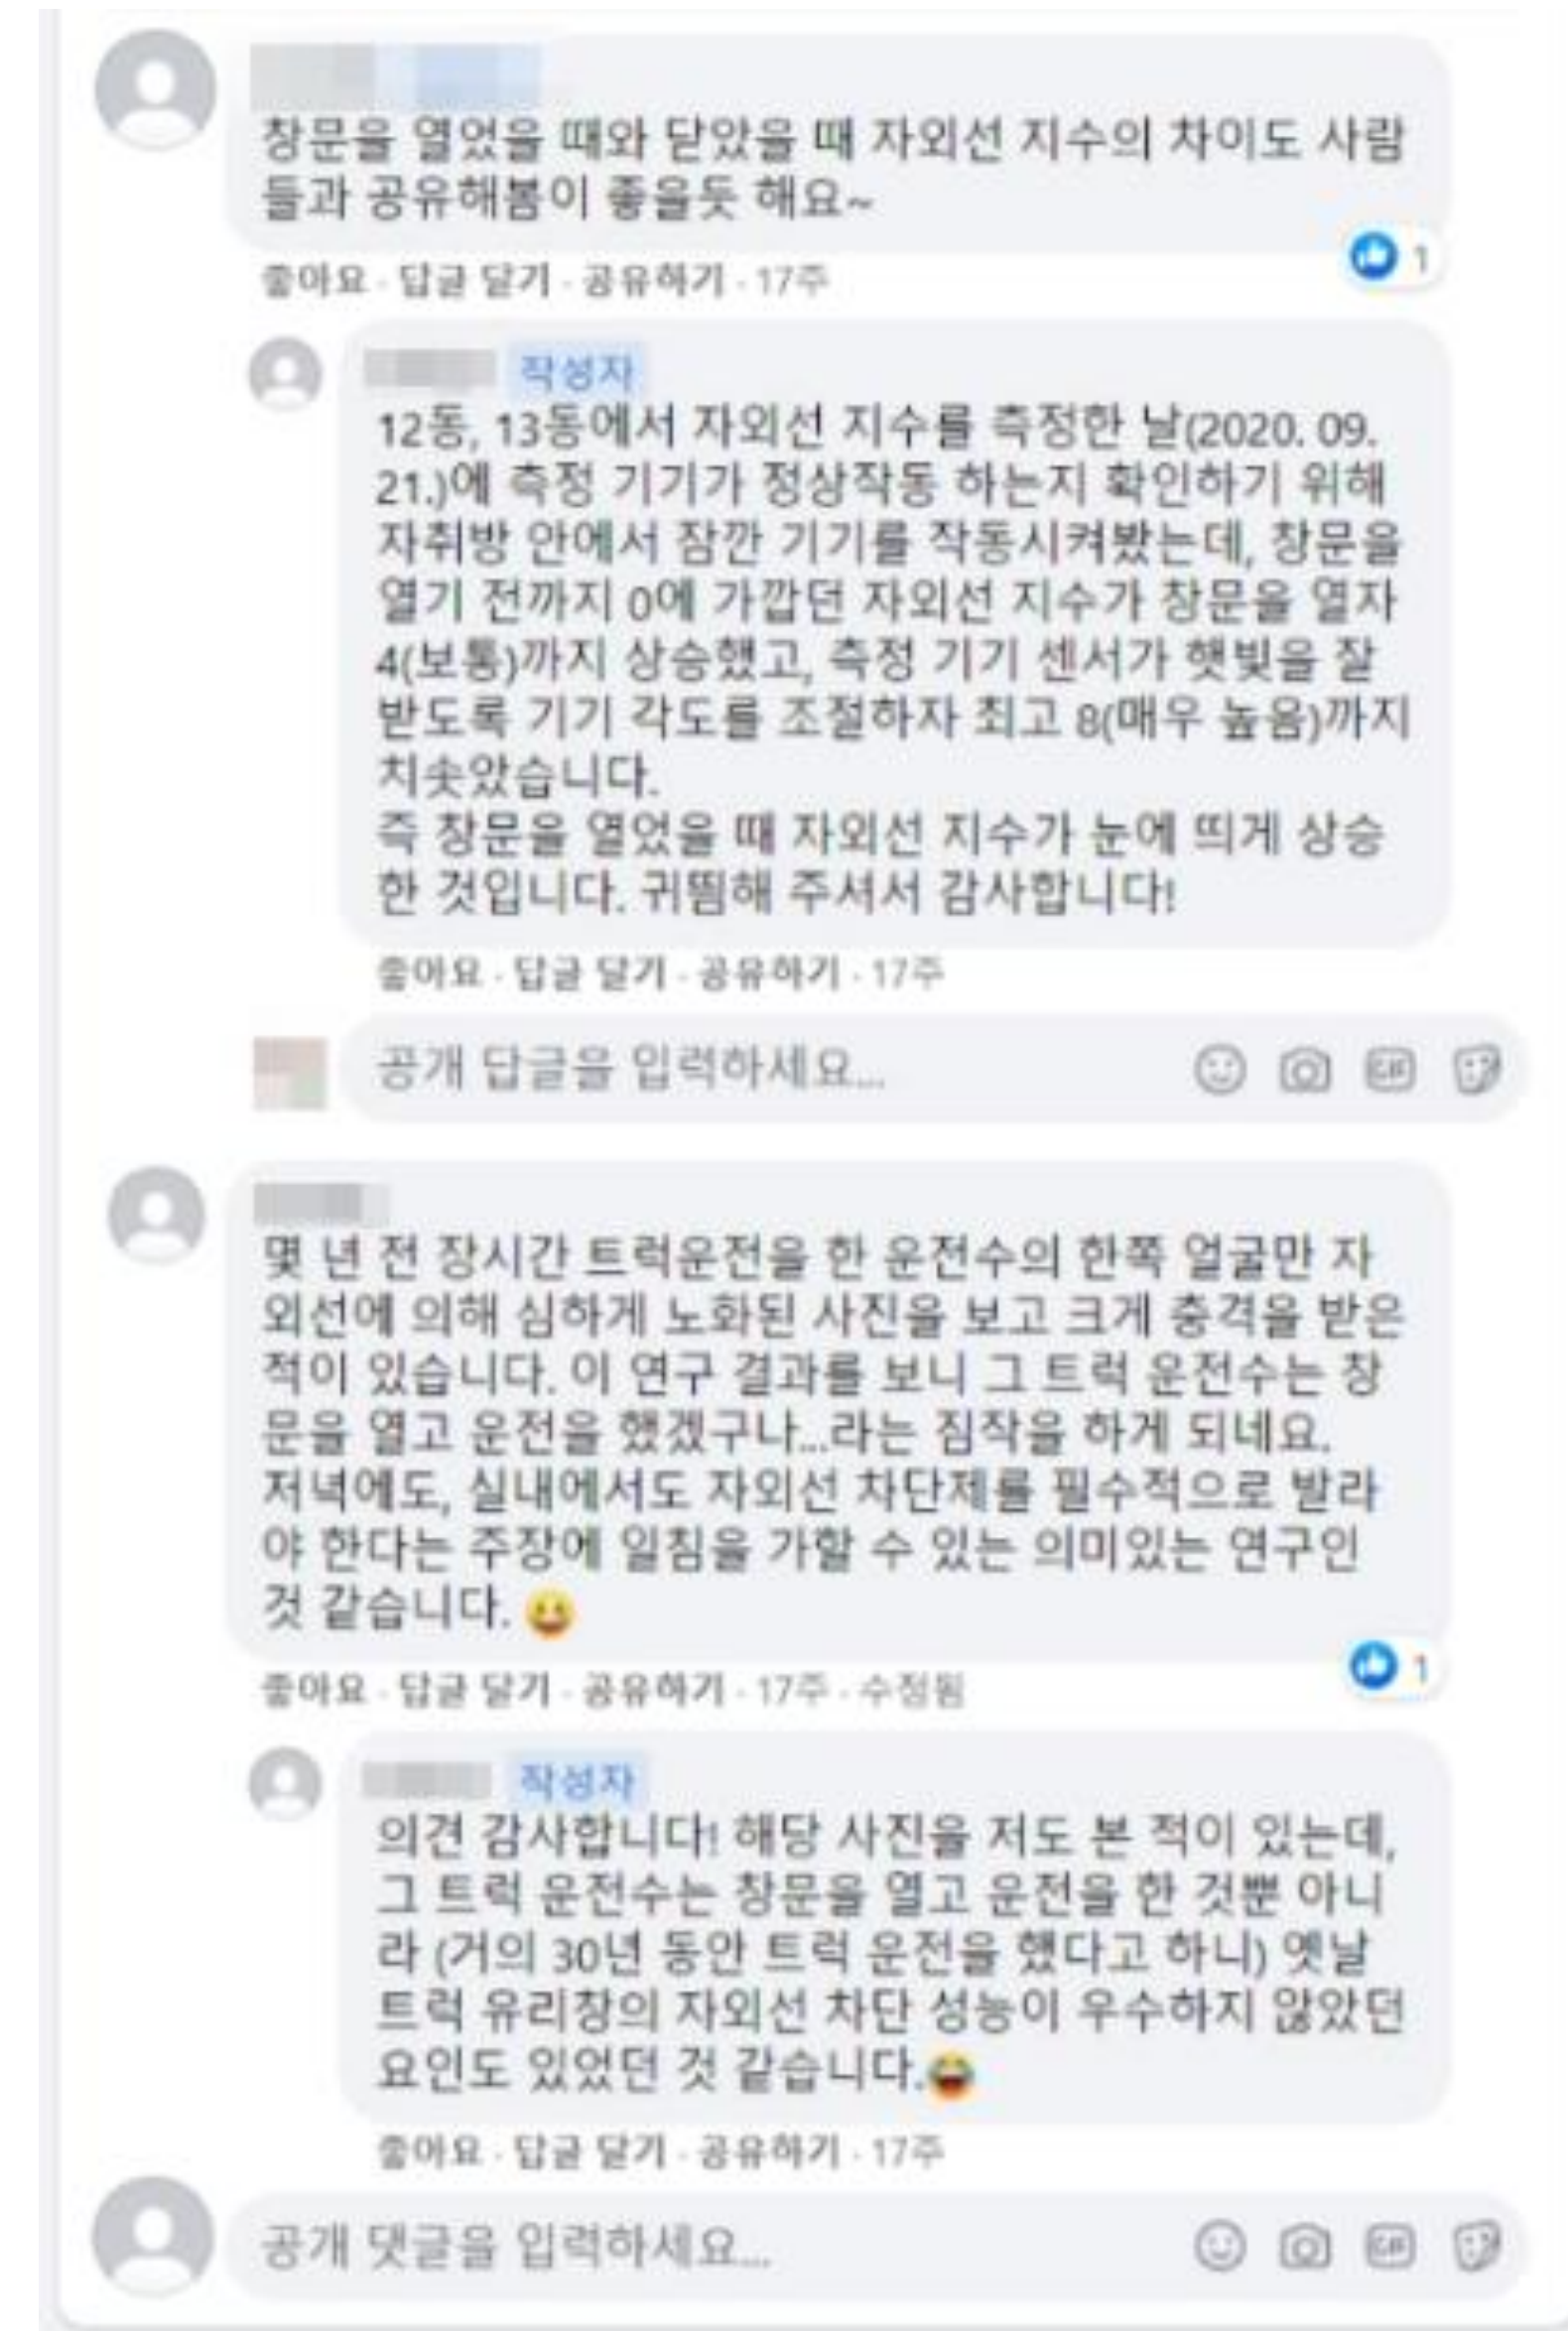 창문을 열었을 때와 닫았을 때 자외선 지수의 차이도 사람
들과 공유해봄이 좋을듯 해요~
1
좋아요 · 답글 달기 · 공유하기 · 17주
작성자
12동, 13동에서 자외선 지수를 측정한 날(2020. 09.
21.)에 측정 기기가 정상작동 하는지 확인하기 위해
자취방 안에서 잠깐 기기를 작동시켜봤는데, 창문을
열기 전까지 0에 가깝던 자외선 지수가 창문을 열자
4(보통)까지 상승했고, 측정 기기 센서가 햇빛을 잘
받도록 기기 각도를 조절하자 최고 8(매우 높음)까지
치솟았습니다.
즉 창문을 열었을 때 자외선 지수가 눈에 띄게 상승
한 것입니다. 귀띔해 주셔서 감사합니다!
좋아요 · 답글 달기 · 공유하기 · 17주
공개 답글을 입력하세요...
GIF
몇 년 전 장시간 트럭운전을 한 운전수의 한쪽 얼굴만 자
외선에 의해 심하게 노화된 사진을 보고 크게 충격을 받은
적이 있습니다. 이 연구 결과를 보니 그 트럭 운전수는 창
문을 열고 운전을 했겠구나...라는 짐작을 하게 되네요.
저녁에도, 실내에서도 자외선 차단제를 필수적으로 발라
야 한다는 주장에 일침을 가할 수 있는 의미있는 연구인
것 같습니다. 😀
1
좋아요 · 답글 달기 · 공유하기 · 17주 · 수정됨
작성자
의견 감사합니다! 해당 사진을 저도 본 적이 있는데,
그 트럭 운전수는 창문을 열고 운전을 한 것뿐 아니
라 (거의 30년 동안 트럭 운전을 했다고 하니) 옛날
트럭 유리창의 자외선 차단 성능이 우수하지 않았던
요인도 있었던 것 같습니다.😂
좋아요 · 답글 달기 · 공유하기 · 17주
공개 댓글을 입력하세요...
GIF